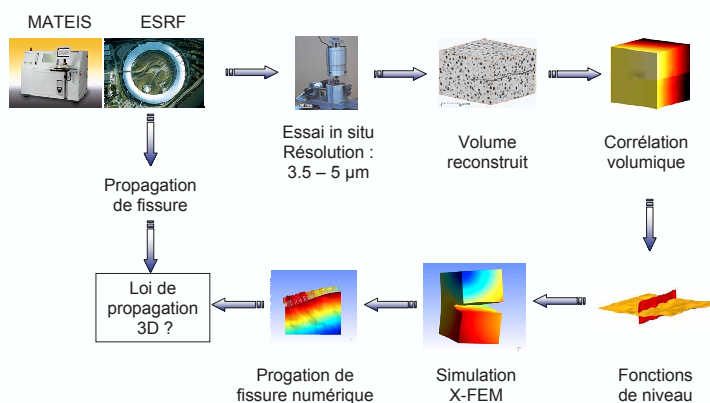 MATEIS ESRF
Essai in situ
Résolution :
3.5 – 5 µm
Volume
reconstruit
Corrélation
volumique
Propagation
de fissure
Loi de
propagation
3D ?
Progation de
fissure numérique
Simulation
X-FEM
Fonctions
de niveau